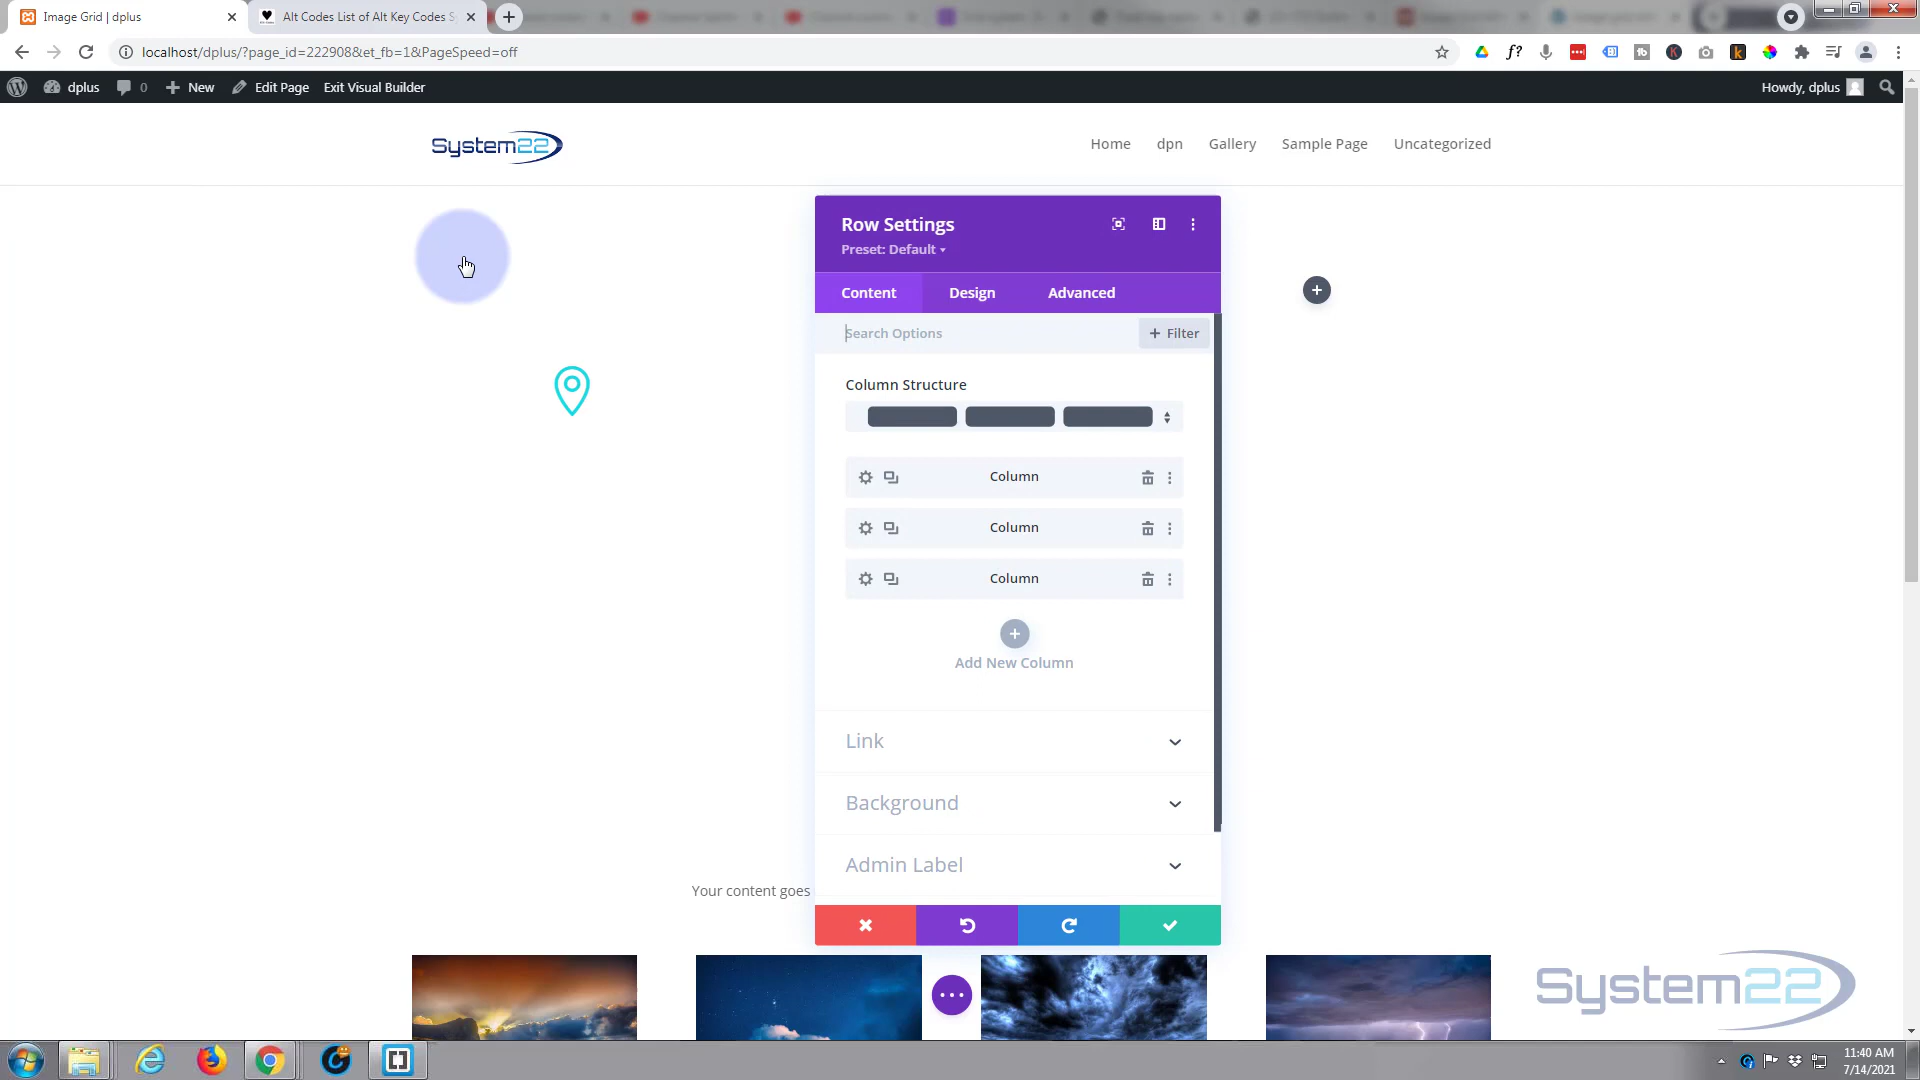 Image Grid | dplus
Alt Codes List of Alt Key Codes S
localhost/dplus/?page_id=222908&et_fb=1&PageSpeed=off
dplus
0
New
Edit Page
Exit Visual Builder
Howdy, dplus
System22
Home
dpn
Gallery
Sample Page
Uncategorized
Row Settings
Preset: Default
Content
Design
Advanced
Search Options
+ Filter
Column Structure
Column
Column
Column
Add New Column
Link
Background
Admin Label
Your content goes
System22
11:40 AM
7/14/2021